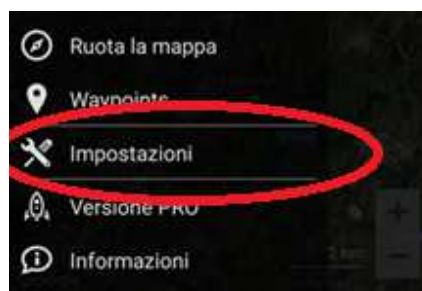 Ruota la mappa
Waypoints
Impostazioni
Versione PRO
Informazioni